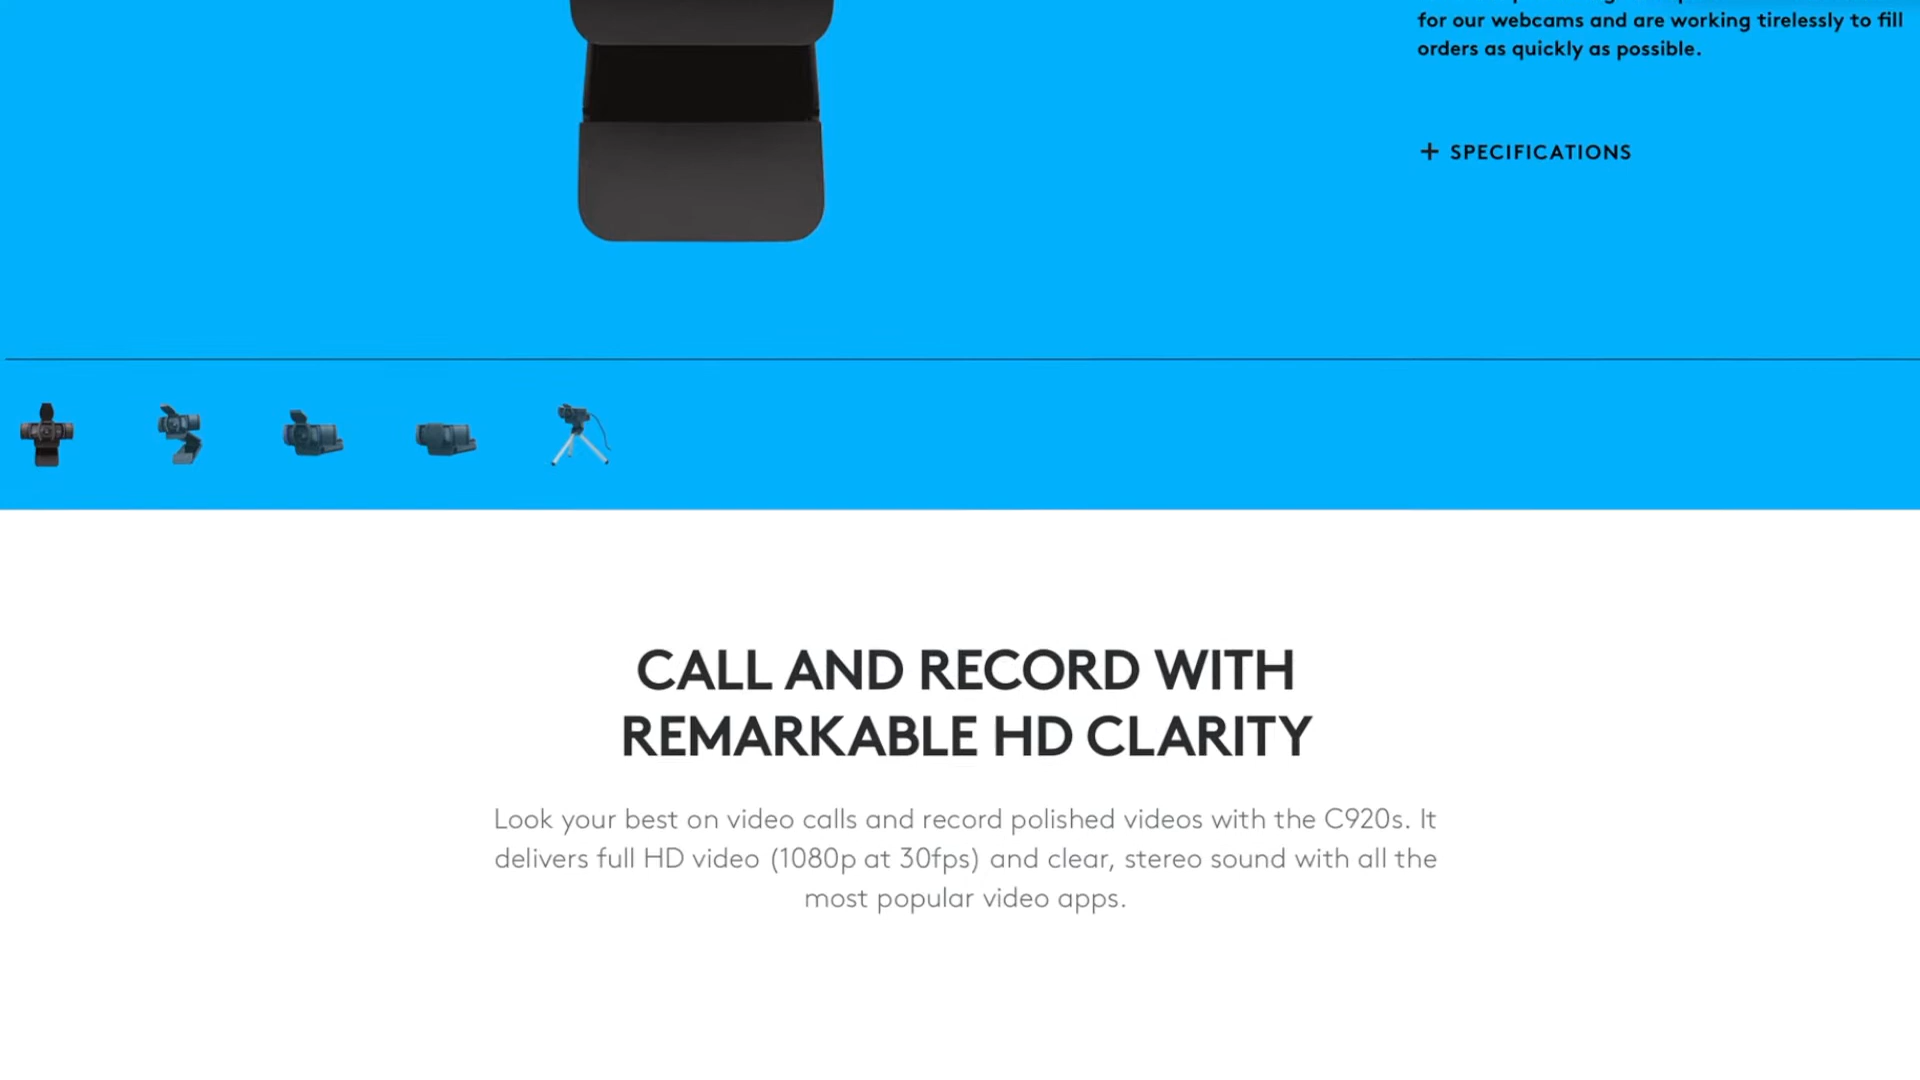 for our webcams and are working tirelessly to fill
orders as quickly as possible.
+ SPECIFICATIONS
CALL AND RECORD WITH
REMARKABLE HD CLARITY
Look your best on video calls and record polished videos with the C920s. It
delivers full HD video (1080p at 30fps) and clear, stereo sound with all the
most popular video apps.